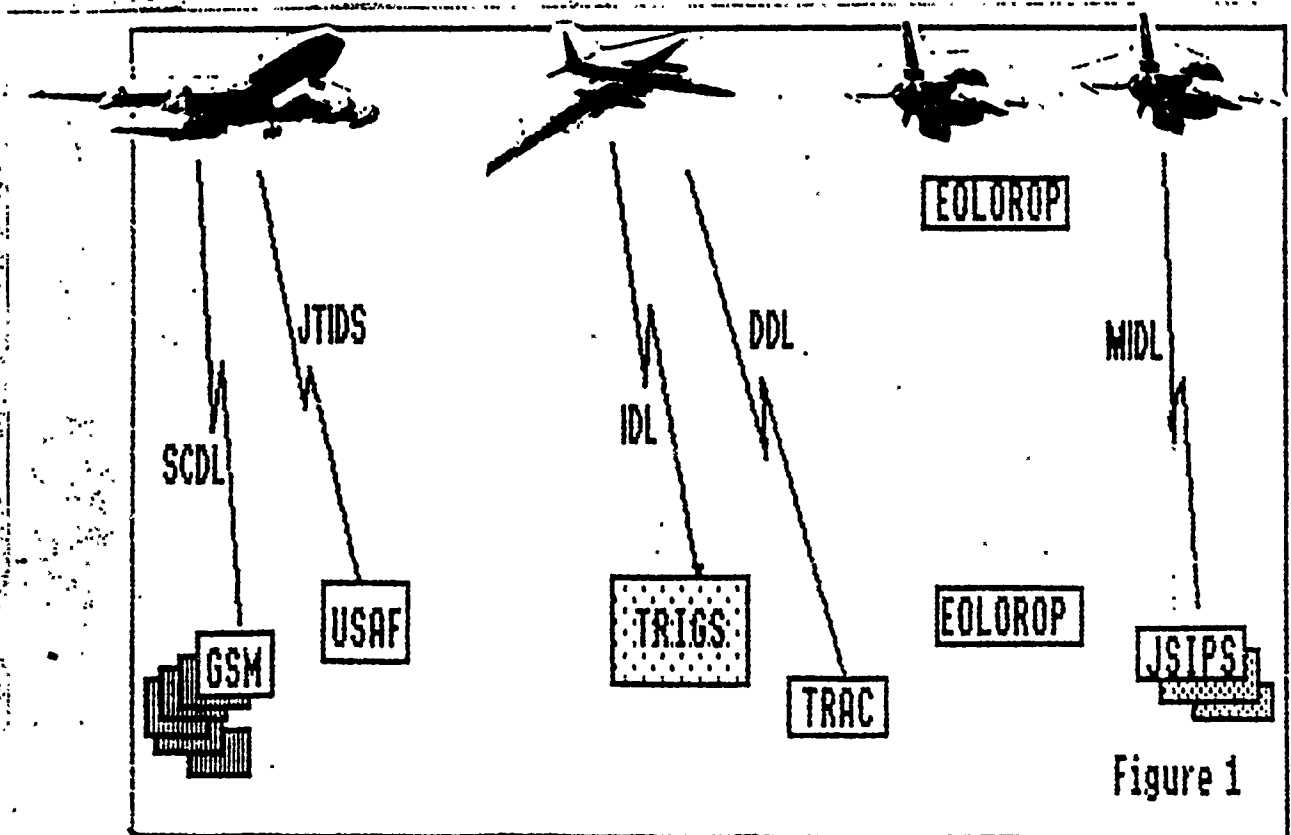 EOLOROP
JTIDS
DDL
MIDL
IDL
SCDL
USAF
TRIGS
EOLOROP
GSM
JSIPS
TRAC
Figure 1